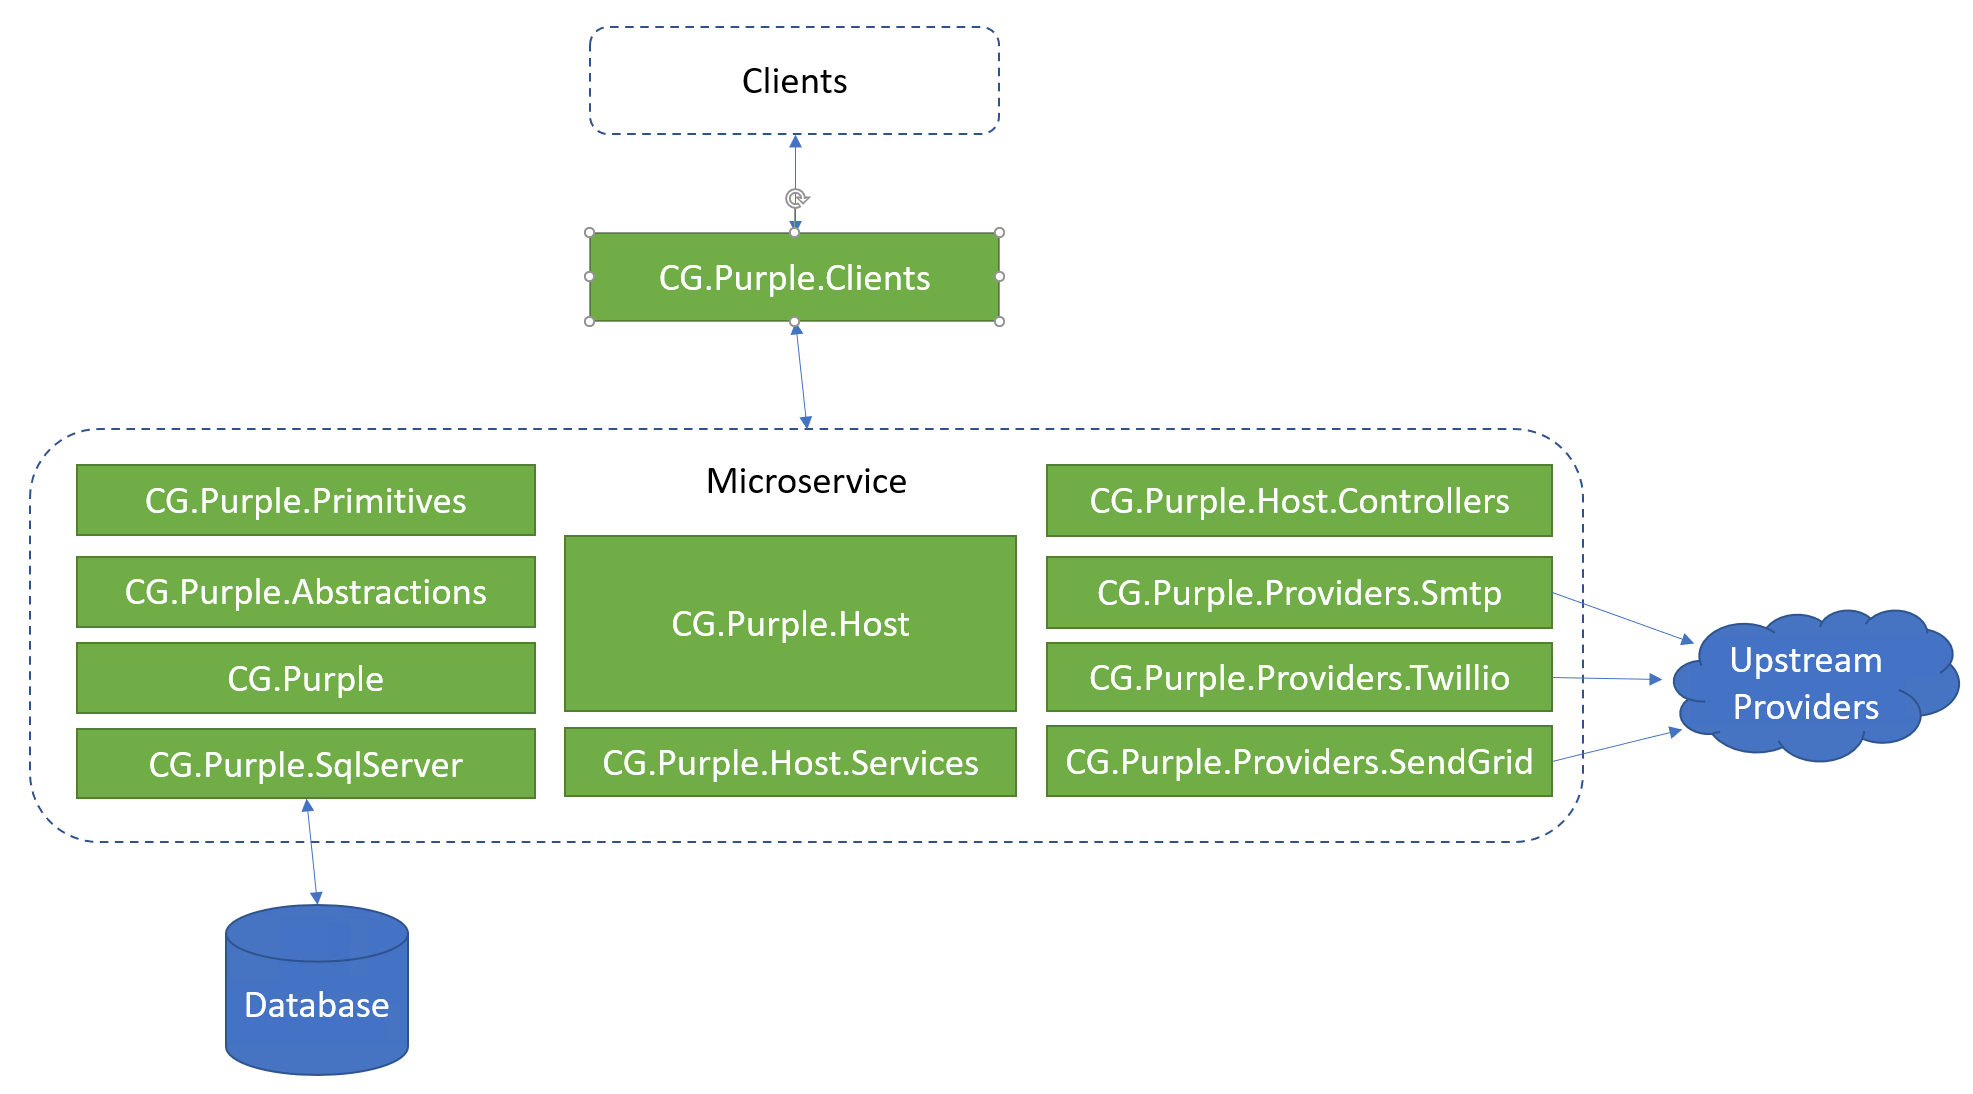 Clients
CG.Purple.Clients
Microservice
CG.Purple.Primitives
CG.Purple.Abstractions
CG.Purple
CG.Purple.SqlServer
CG.Purple.Host
CG.Purple.Host.Services
CG.Purple.Host.Controllers
CG.Purple.Providers.Smtp
CG.Purple.Providers.Twillio
CG.Purple.Providers.SendGrid
Upstream
Providers
Database